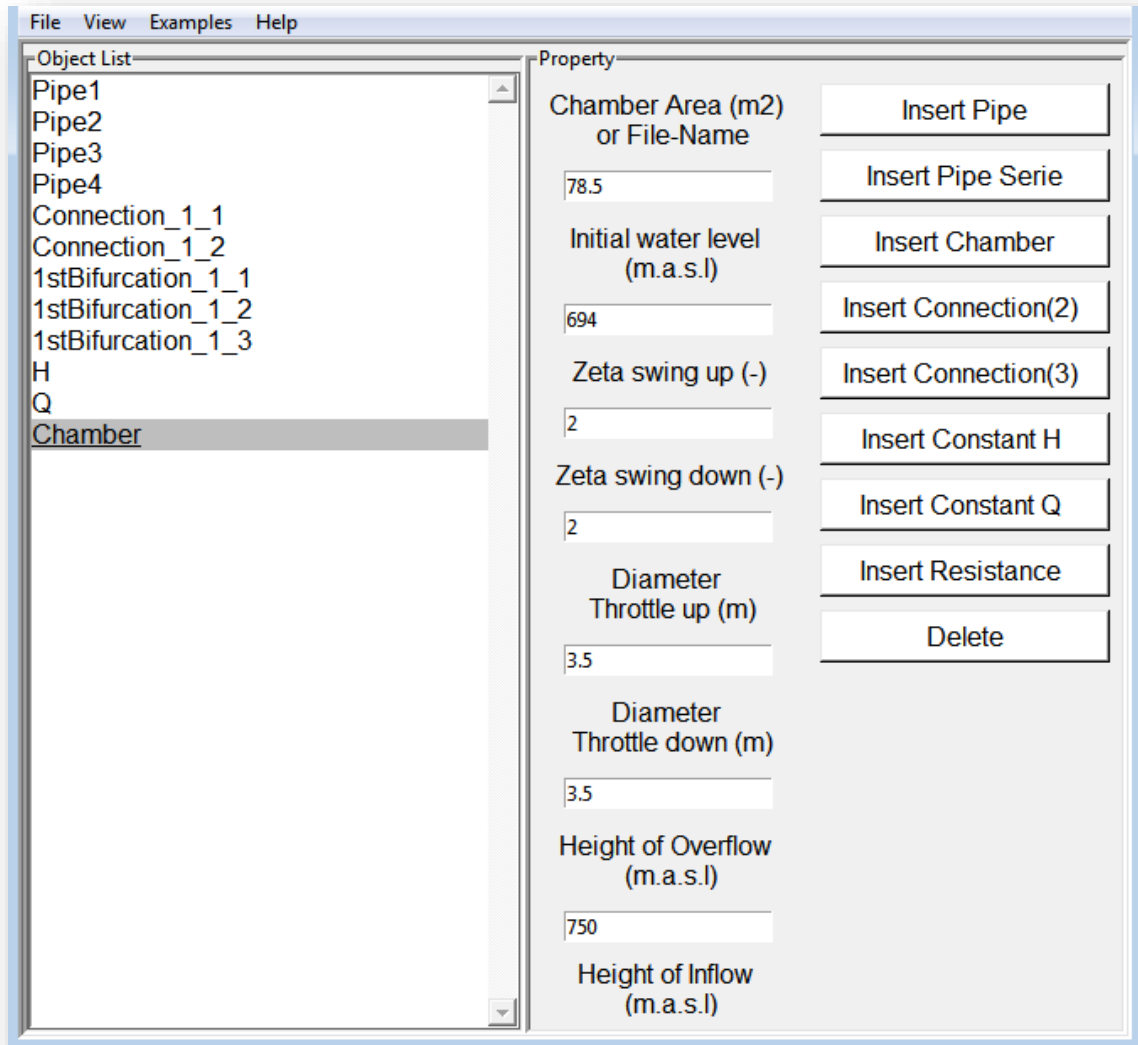 File View Examples Help
Object List
Pipe1
Pipe2
Pipe3
Pipe4
Connection_1_1
Connection_1_2
1stBifurcation_1_1
1stBifurcation_1_2
1stBifurcation_1_3
H
Q
Chamber
Property
Chamber Area (m2)
or File-Name
78.5
Initial water level
(m.a.s.l)
694
Zeta swing up (-)
2
Zeta swing down (-)
2
Diameter
Throttle up (m)
3.5
Diameter
Throttle down (m)
3.5
Height of Overflow
(m.a.s.l)
750
Height of Inflow
(m.a.s.l)
Insert Pipe
Insert Pipe Serie
Insert Chamber
Insert Connection(2)
Insert Connection(3)
Insert Constant H
Insert Constant Q
Insert Resistance
Delete